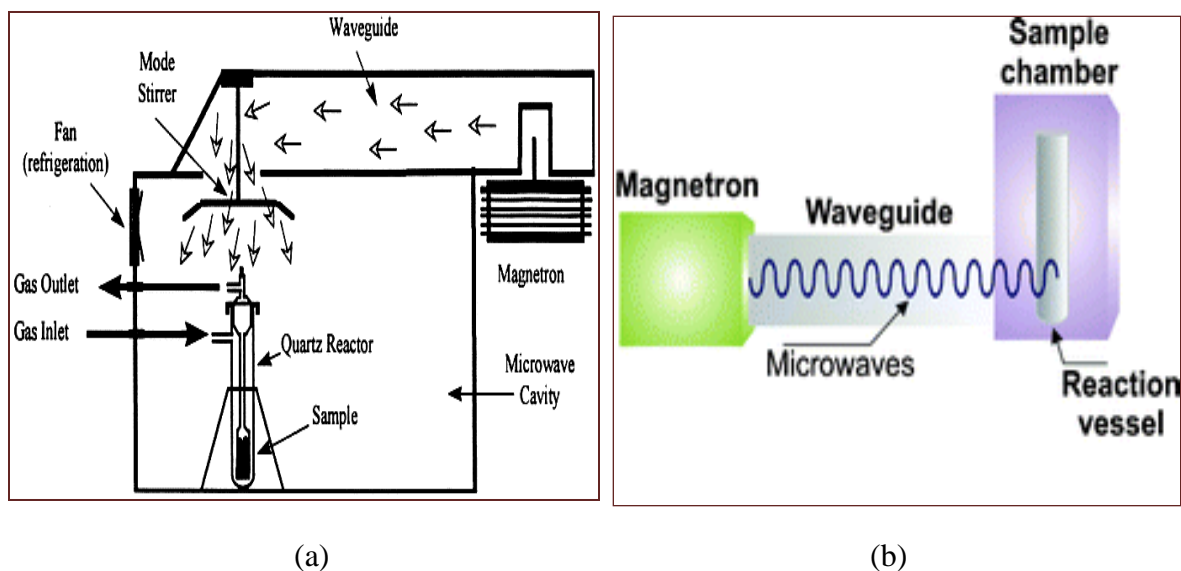 Waveguide
Mode
Stirrer
Fan
(refrigeration)
Magnetron
Gas Outlet
Gas Inlet
Quartz Reactor
Microwave
Cavity
Sample
(a)
Sample
chamber
Magnetron
Waveguide
Microwaves
Reaction
vessel
(b)